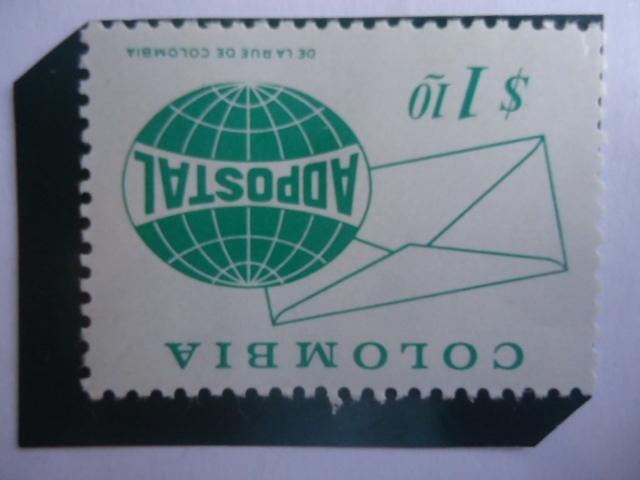 COLOMBIA
ADPOSTAL
$ 1 10
DE LA RUE DE COLOMBIA